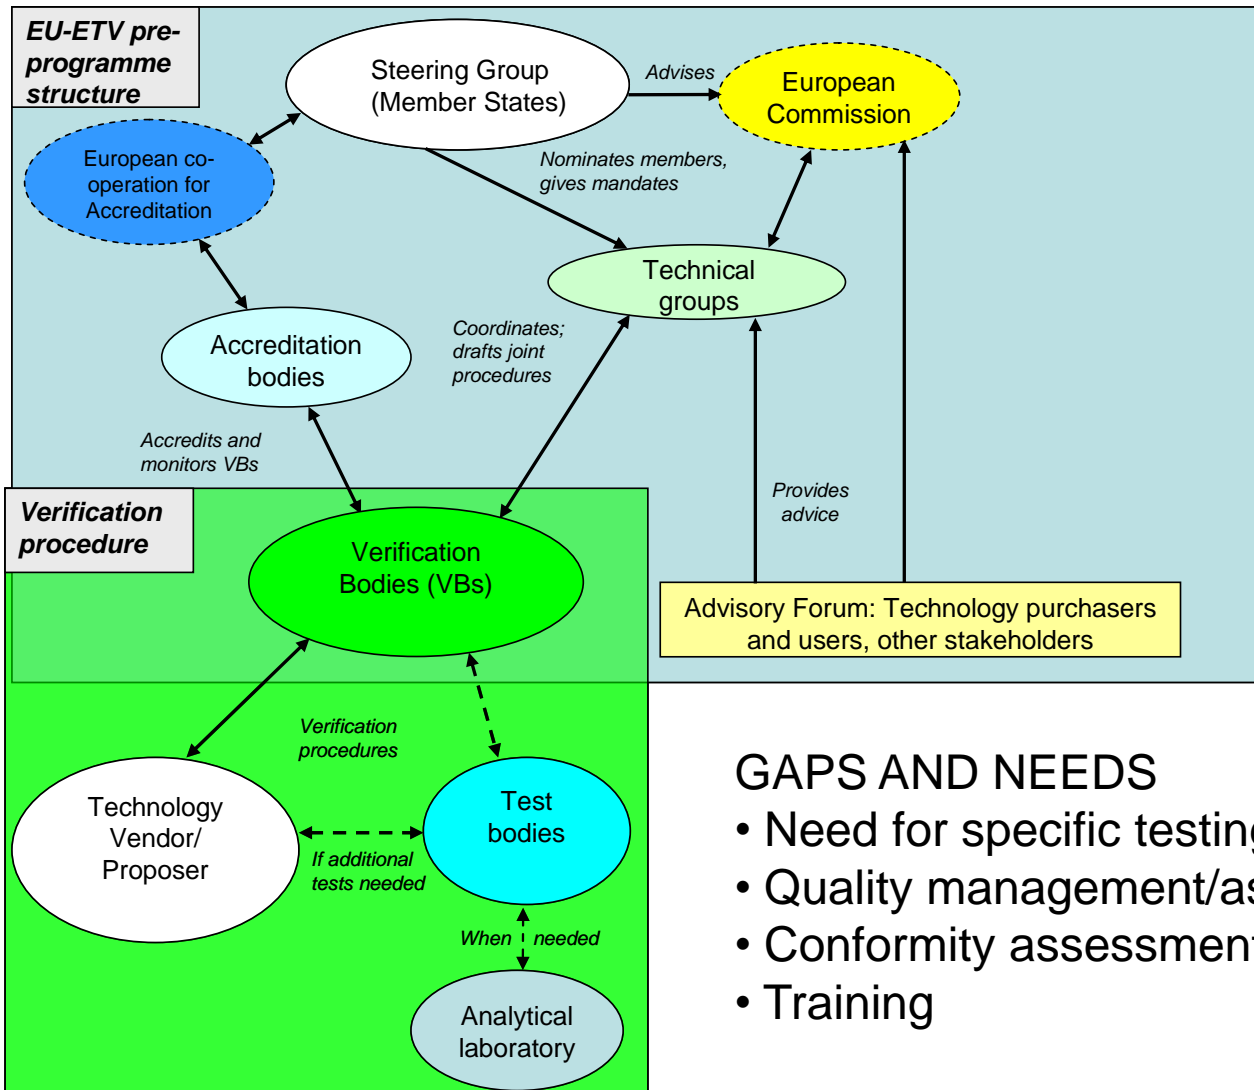 EU-ETV pre-
programme
structure
Steering Group
(Member States)
Advises
European
Commission
European co-
operation for
Accreditation
Nominates members,
gives mandates
Technical
groups
Accreditation
bodies
Coordinates;
drafts joint
procedures
Accredits and
monitors VBs
Provides
advice
Verification
procedure
Verification
Bodies (VBs)
Advisory Forum: Technology purchasers
and users, other stakeholders
Verification
procedures
Technology
Vendor/
Proposer
Test
bodies
If additional
tests needed
When needed
Analytical
laboratory
GAPS AND NEEDS
• Need for specific testing
• Quality management/as
• Conformity assessment
• Training